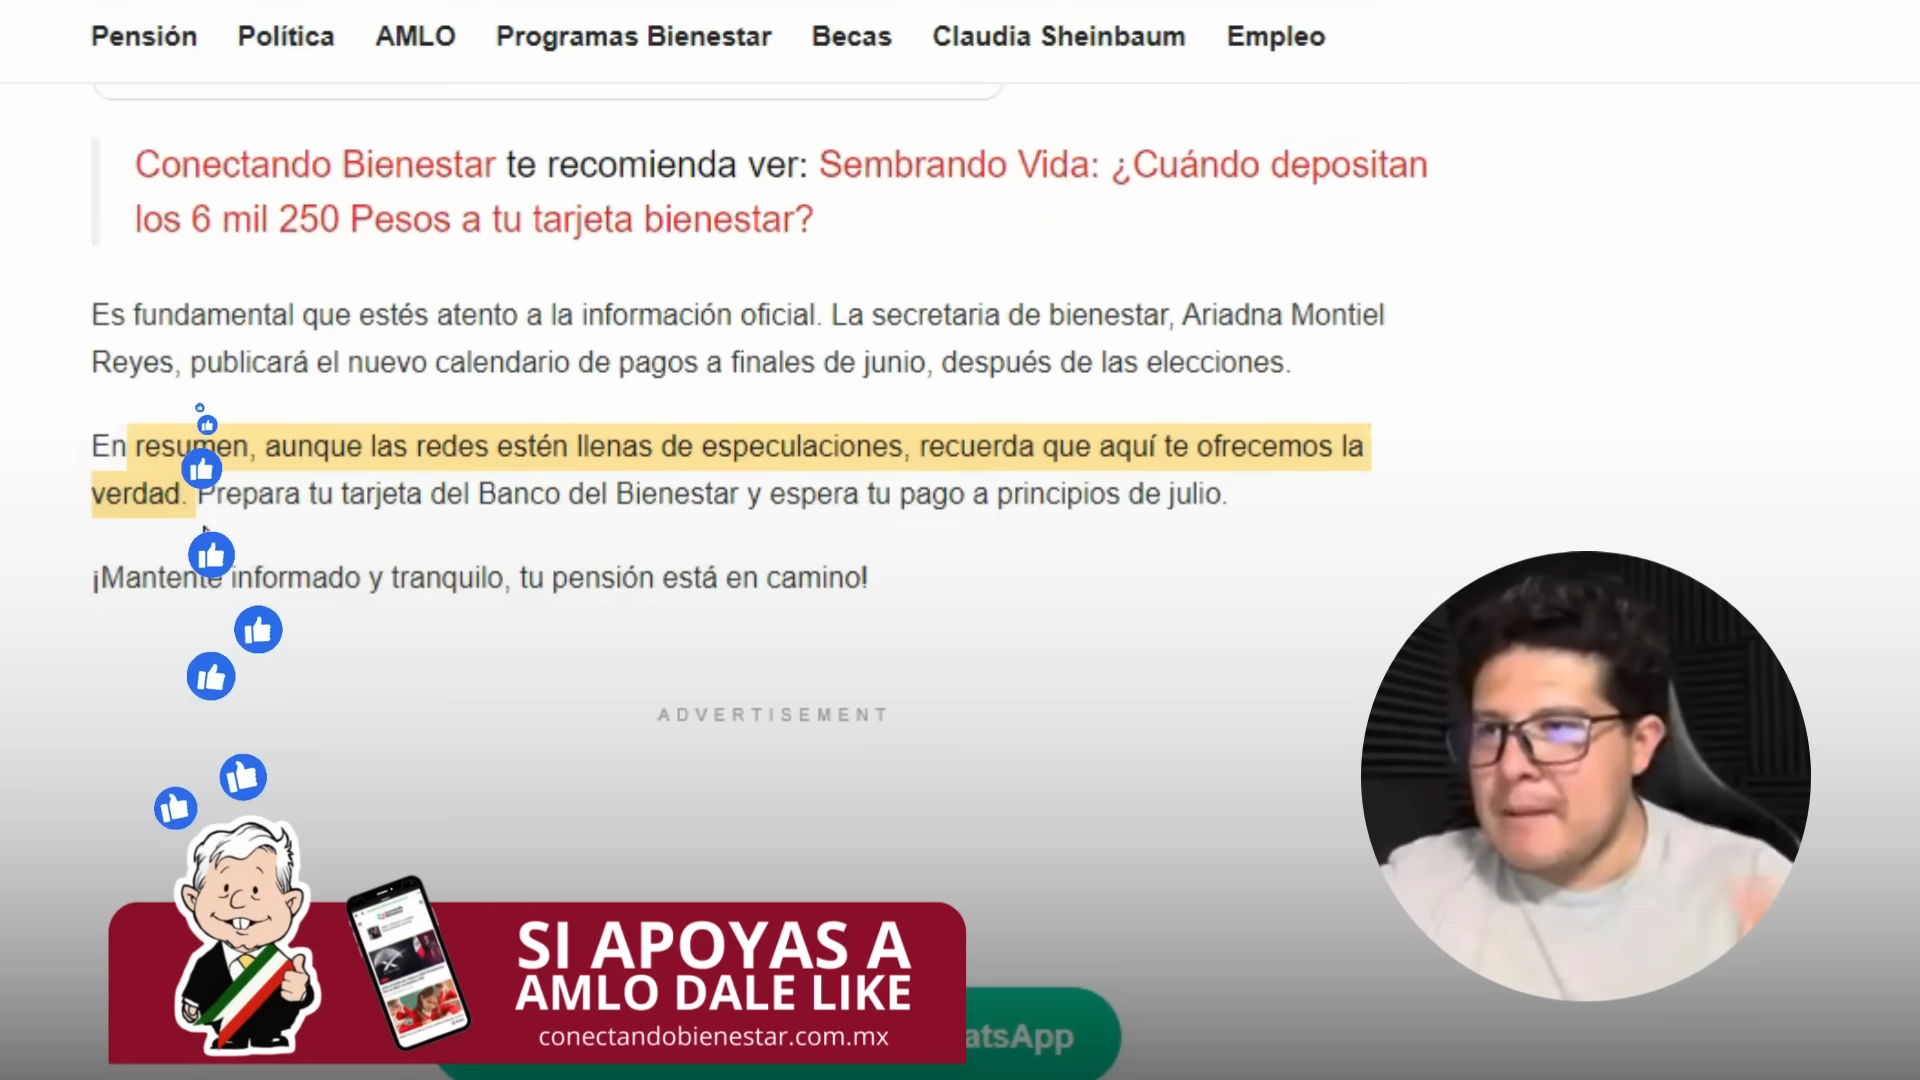 Pensión Política AMLO Programas Bienestar Becas Claudia Sheinbaum Empleo
Conectando Bienestar te recomienda ver: Sembrando Vida: ¿Cuándo depositan
los 6 mil 250 Pesos a tu tarjeta bienestar?
Es fundamental que estés atento a la información oficial. La secretaria de bienestar, Ariadna Montiel
Reyes, publicará el nuevo calendario de pagos a finales de junio, después de las elecciones.
En resumen, aunque las redes estén llenas de especulaciones, recuerda que aquí te ofrecemos la
verdad. Prepara tu tarjeta del Banco del Bienestar y espera tu pago a principios de julio.
¡Mantente informado y tranquilo, tu pensión está en camino!
ADVERTISEMENT
SI APOYAS A
AMLO DALE LIKE
conectandobienestar.com.mx
atsApp